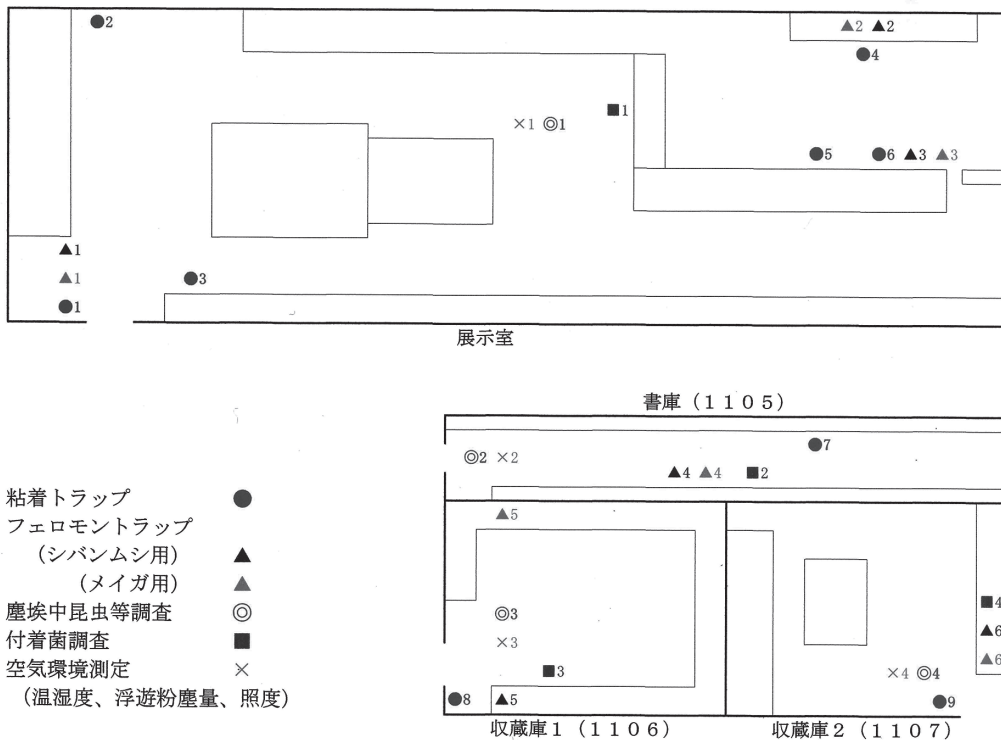 ●2
▲2 ▲2
●4
■1
×1 ◎1
●5 ●6 ▲3 ▲3
▲1
▲1
●3
●1
展示室
書庫（１１０５）
●7
◎2 ×2
▲4 ▲4 ■2
▲5
■4
◎3
▲6
×3
▲6
■3
×4 ◎4
●8 ▲5
●9
収蔵庫１（１１０６） 収蔵庫２（１１０７）
粘着トラップ ●
フェロモントラップ
（シバンムシ用） ▲
（メイガ用） ▲
塵埃中昆虫等調査 ◎
付着菌調査 ■
空気環境測定 ×
（温湿度、浮遊粉塵量、照度）